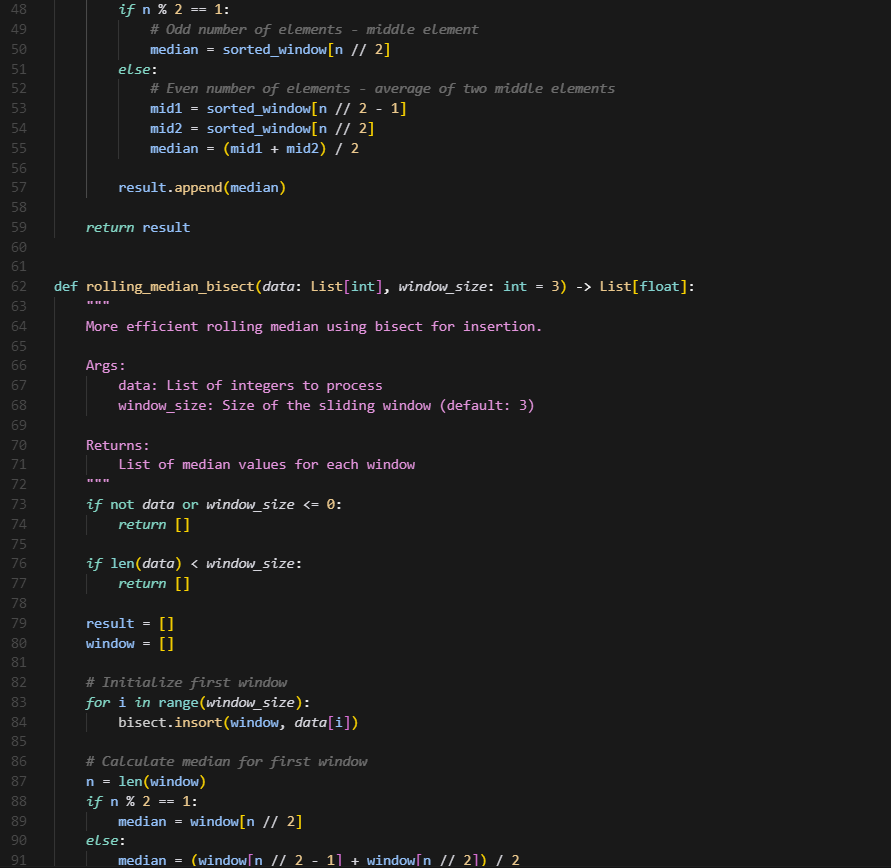 48 if n % 2 == 1:
49 # Odd number of elements - middle element
50 median = sorted_window[n // 2]
51 else:
52 # Even number of elements - average of two middle elements
53 mid1 = sorted_window[n // 2 - 1]
54 mid2 = sorted_window[n // 2]
55 median = (mid1 + mid2) / 2
56
57 result.append(median)
58
59 return result
60
61
62 def rolling_median_bisect(data: List[int], window_size: int = 3) -> List[float]:
63 """
64 More efficient rolling median using bisect for insertion.
65
66 Args:
67 data: List of integers to process
68 window_size: Size of the sliding window (default: 3)
69
70 Returns:
71 List of median values for each window
72 """
73 if not data or window_size <= 0:
74 return []
75
76 if len(data) < window_size:
77 return []
78
79 result = []
80 window = []
81
82 # Initialize first window
83 for i in range(window_size):
84 bisect.insort(window, data[i])
85
86 # Calculate median for first window
87 n = len(window)
88 if n % 2 == 1:
89 median = window[n // 2]
90 else:
91 median = (window[n // 2 - 1] + window[n // 2]) / 2